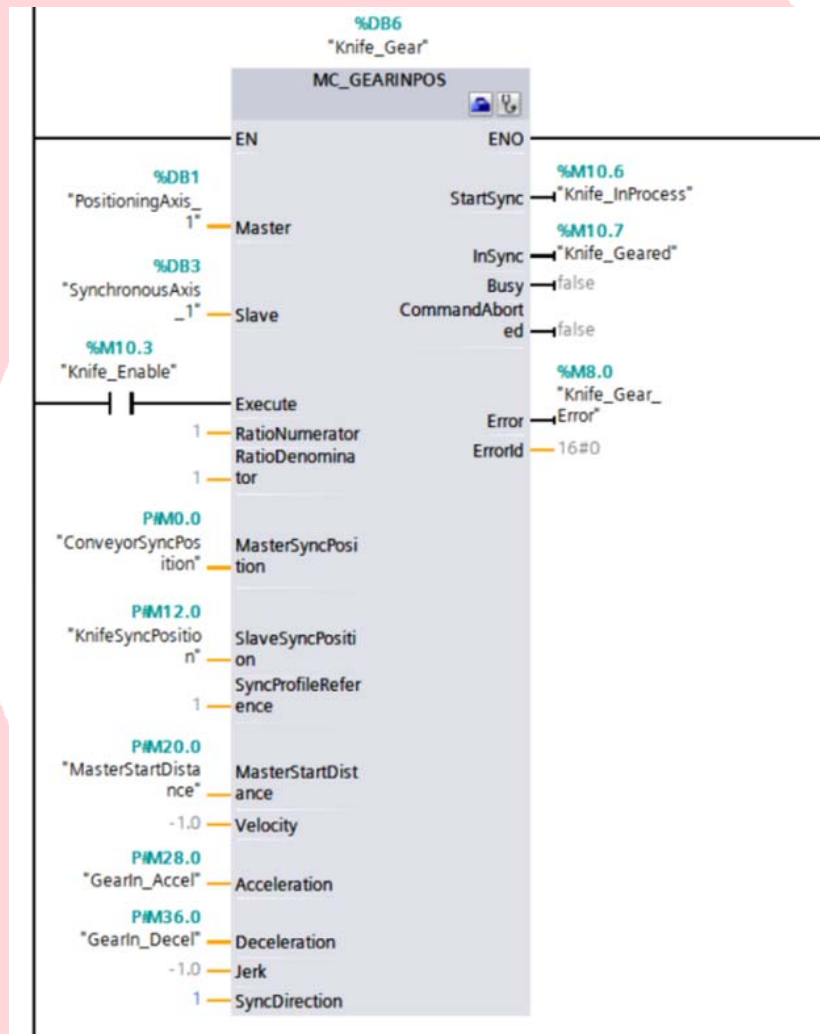 %DB6
"Knife_Gear"
MC_GEARINPOS
EN ENO
%DB1
"PositioningAxis_
1"
Master
%M10.6
StartSync "Knife_InProcess"
%M10.7
InSync "Knife_Geared"
%DB3
"SynchronousAxis
_1"
Slave
Busy false
CommandAbort
ed false
%M10.3
"Knife_Enable"
Execute
%M8.0
"Knife_Gear_
Error"
Error
1 RatioNumerator
ErrorId 16#0
RatioDenomina
1 tor
P#M0.0
"ConveyorSyncPos
ition"
MasterSyncPosi
tion
P#M12.0
"KnifeSyncPositio
n"
SlaveSyncPositi
on
SyncProfileRefer
1 ence
P#M20.0
"MasterStartDista
nce"
MasterStartDist
ance
-1.0 Velocity
P#M28.0
"GearIn_Accel" Acceleration
P#M36.0
"GearIn_Decel" Deceleration
-1.0 Jerk
1 SyncDirection